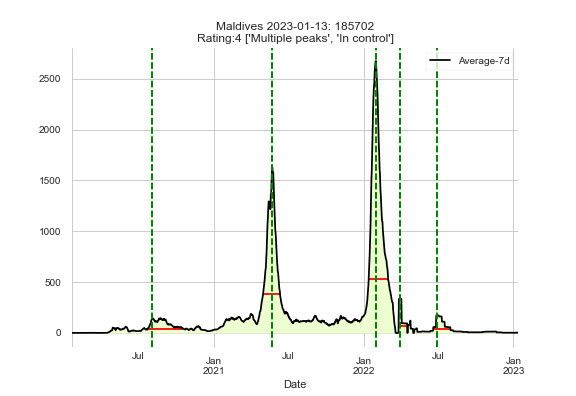 Maldives 2023-01-13: 185702
Rating:4 ['Multiple peaks', 'In control']
Average-7d
2500
2000
1500
1000
500
0
Jul
Jan
2021
Jul
Jan
2022
Jul
Jan
2023
Date